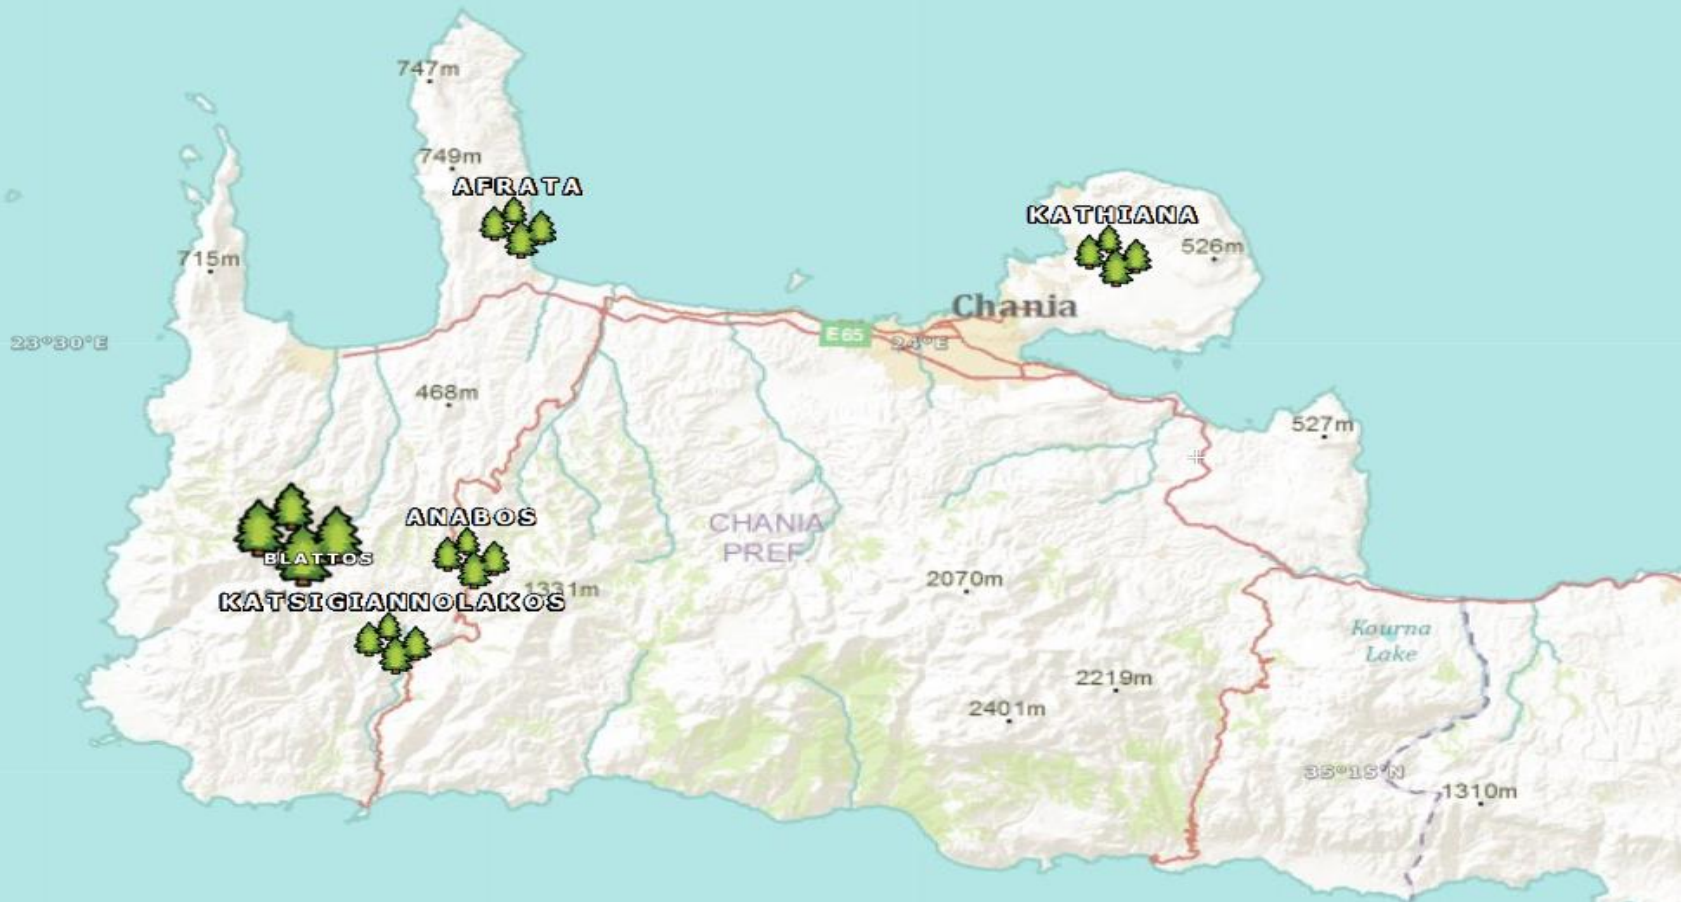 747m
749m
AFRATA
KATHIANA
526m
715m
Chania
E65
23°30'E
24°E
468m
527m
ANABOS
CHANIA
PREF.
BLATTOS
2070m
1331m
KATSIGIANNOLAKOS
Kourna
Lake
2219m
2401m
35°15'N
1310m